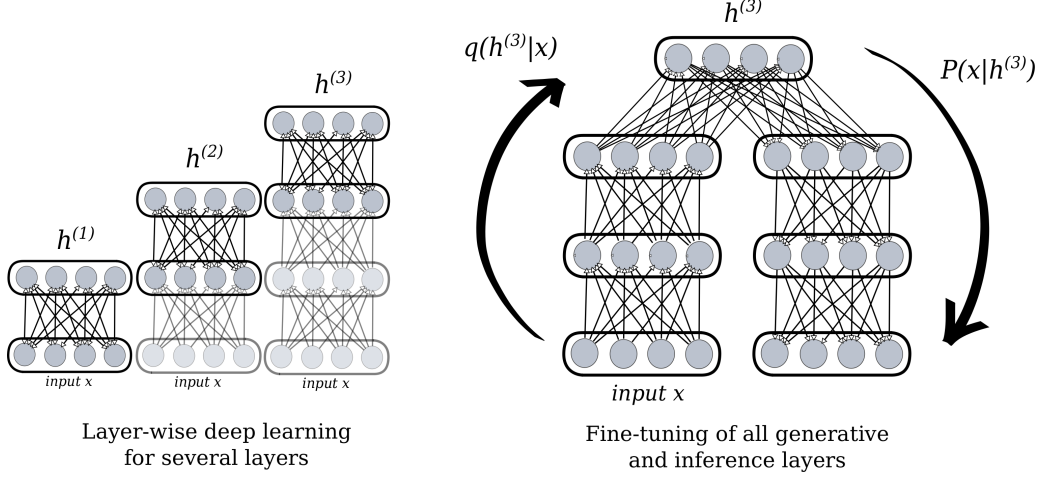 h⁽¹⁾
h⁽²⁾
h⁽³⁾
input x
input x
input x
Layer-wise deep learning
for several layers
h⁽³⁾
q(h⁽³⁾|x)
P(x|h⁽³⁾)
input x
Fine-tuning of all generative
and inference layers